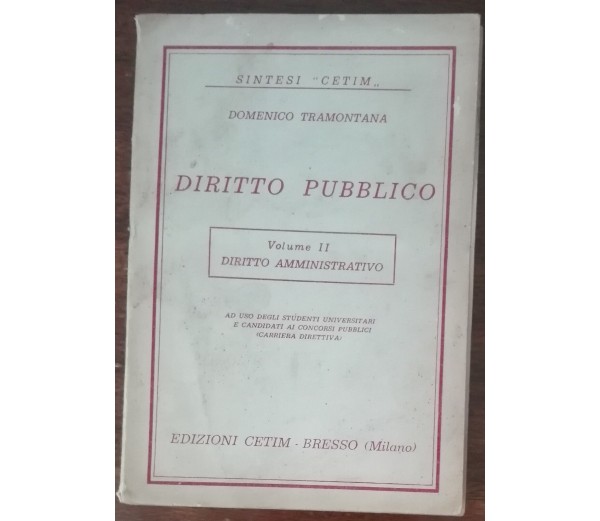 SINTESI "CETIM„
DOMENICO TRAMONTANA
DIRITTO PUBBLICO
Volume II
DIRITTO AMMINISTRATIVO
AD USO DEGLI STUDENTI UNIVERSITARI
E CANDIDATI AI CONCORSI PUBBLICI
(CARRIERA DIRETTIVA)
EDIZIONI CETIM - BRESSO (Milano)